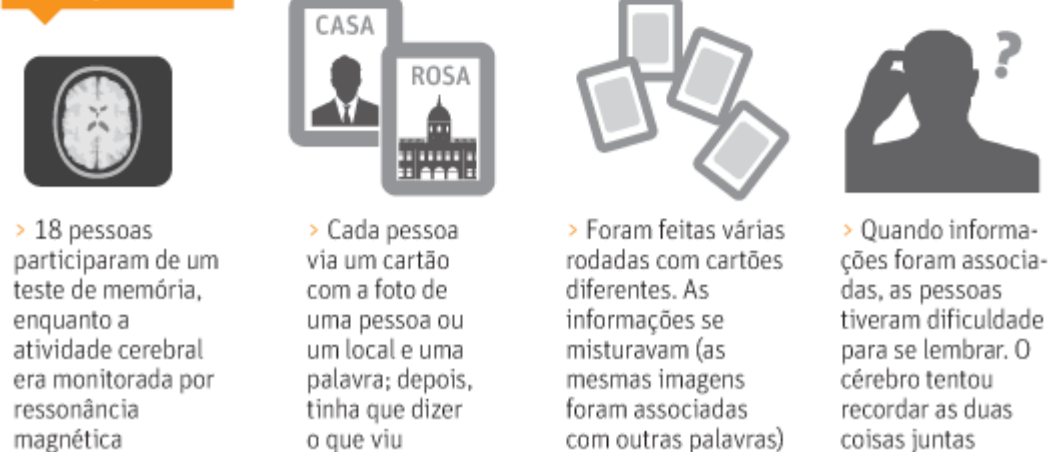 CASA
ROSA
?
> 18 pessoas
participaram de um
teste de memória,
enquanto a
atividade cerebral
era monitorada por
ressonância
magnética
> Cada pessoa
via um cartão
com a foto de
uma pessoa ou
um local e uma
palavra; depois,
tinha que dizer
o que viu
> Foram feitas várias
rodadas com cartões
diferentes. As
informações se
misturavam (as
mesmas imagens
foram associadas
com outras palavras)
> Quando informa-
ções foram associa-
das, as pessoas
tiveram dificuldade
para se lembrar. O
cérebro tentou
recordar as duas
coisas juntas